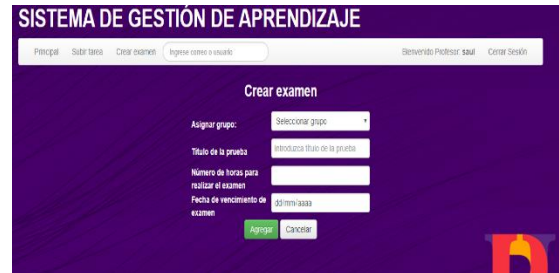 SISTEMA DE GESTIÓN DE APRENDIZAJE
Principal Subir tarea Crear examen Ingrese correo o usuario Bienvenido Profesor: saul Cerrar Sesión
Crear examen
Asignar grupo: Seleccionar grupo
Titulo de la prueba Introduzca título de la prueba
Número de horas para
realizar el examen
Fecha de vencimiento de dd/mm/aaaa
examen
Agregar Cancelar